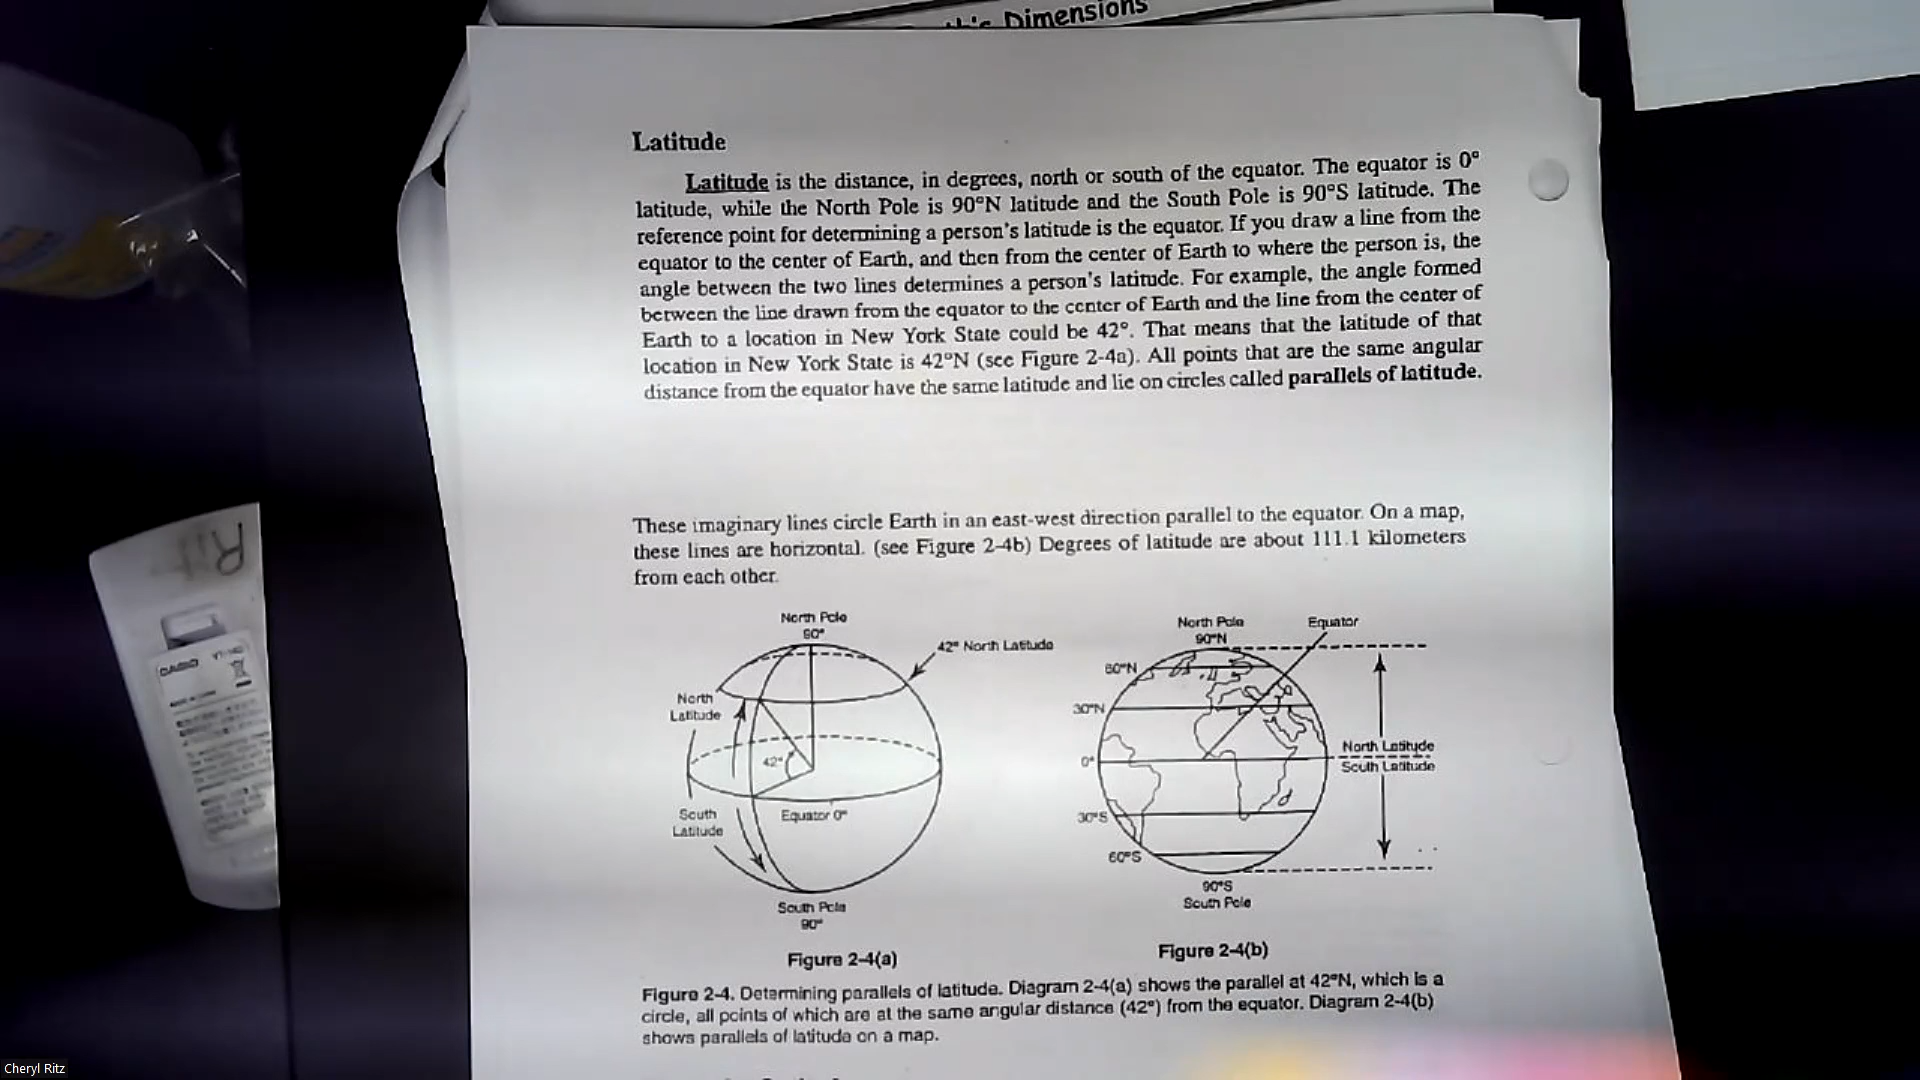 Dimensions
Latitude
Latitude is the distance, in degrees, north or south of the equator. The equator is 0°
latitude, while the North Pole is 90°N latitude and the South Pole is 90°S latitude. The
reference point for determining a person's latitude is the equator. If you draw a line from the
equator to the center of Earth, and then from the center of Earth to where the person is, the
angle between the two lines determines a person's latitude. For example, the angle formed
between the line drawn from the equator to the center of Earth and the line from the center of
Earth to a location in New York State could be 42°. That means that the latitude of that
location in New York State is 42°N (see Figure 2-4a). All points that are the same angular
distance from the equator have the same latitude and lie on circles called parallels of latitude.
These imaginary lines circle Earth in an east-west direction parallel to the equator. On a map,
these lines are horizontal. (see Figure 2-4b) Degrees of latitude are about 111.1 kilometers
from each other.
North Pole
90°
42° North Latitude
North
Latitude
42°
South
Latitude
Equator 0°
South Pole
90°
Figure 2-4(a)
North Pole
90°N
Equator
60°N
30°N
0°
North Latitude
South Latitude
30°S
60°S
90°S
South Pole
Figure 2-4(b)
Figure 2-4. Determining parallels of latitude. Diagram 2-4(a) shows the parallel at 42°N, which is a
circle, all points of which are at the same angular distance (42°) from the equator. Diagram 2-4(b)
shows parallels of latitude on a map.
CASIO
Cheryl Ritz